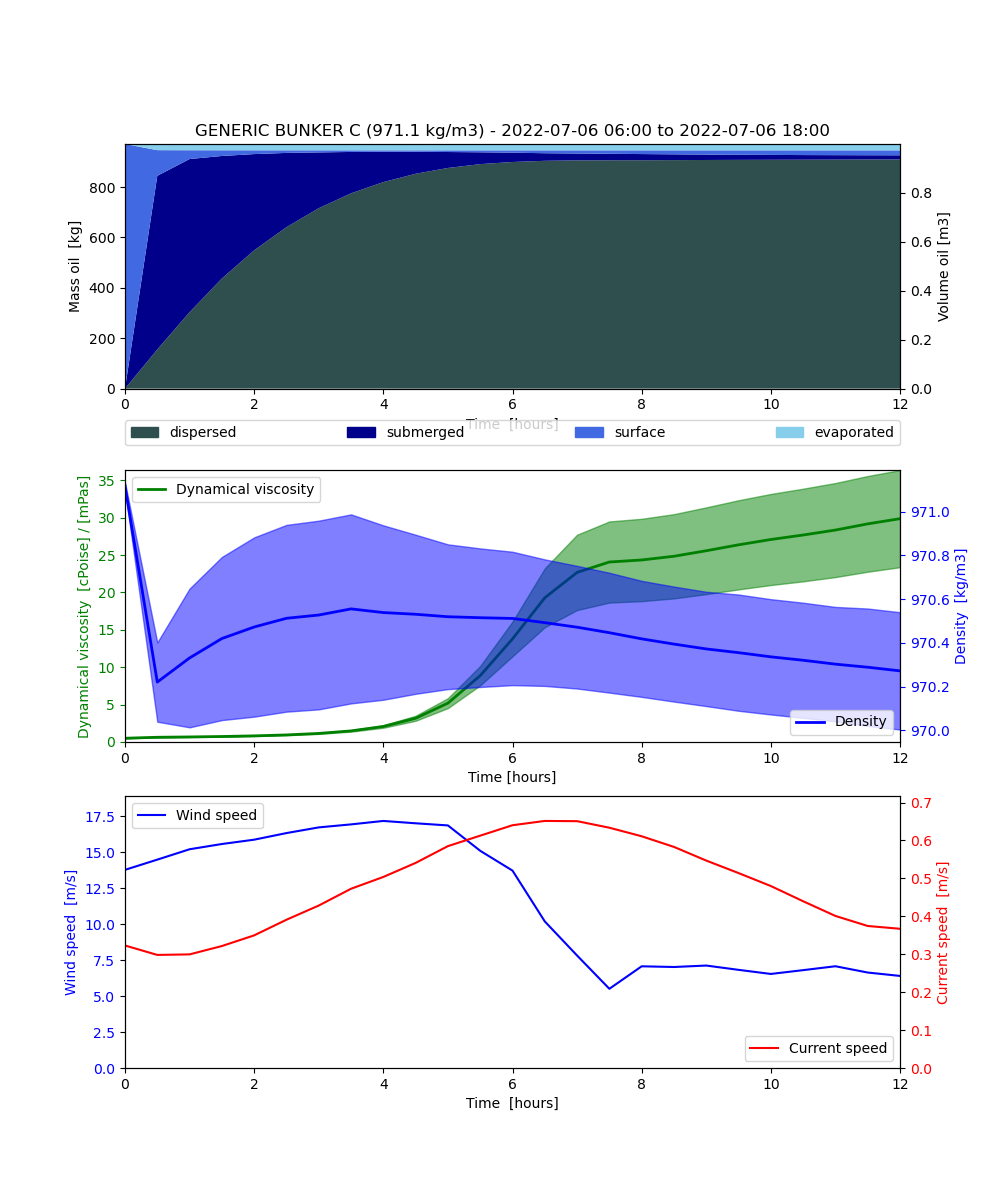 GENERIC BUNKER C (971.1 kg/m3) - 2022-07-06 06:00 to 2022-07-06 18:00
Mass oil [kg]
800
600
400
200
0
Volume oil [m3]
0.8
0.6
0.4
0.2
0.0
0 2 4 6 8 10 12
Time [hours]
dispersed submerged surface evaporated
Dynamical viscosity [cPoise] / [mPas]
35
30
25
20
15
10
5
0
Dynamical viscosity
Density [kg/m3]
971.0
970.8
970.6
970.4
970.2
970.0
Density
0 2 4 6 8 10 12
Time [hours]
Wind speed [m/s]
17.5
15.0
12.5
10.0
7.5
5.0
2.5
0.0
Wind speed
Current speed [m/s]
0.7
0.6
0.5
0.4
0.3
0.2
0.1
0.0
Current speed
0 2 4 6 8 10 12
Time [hours]